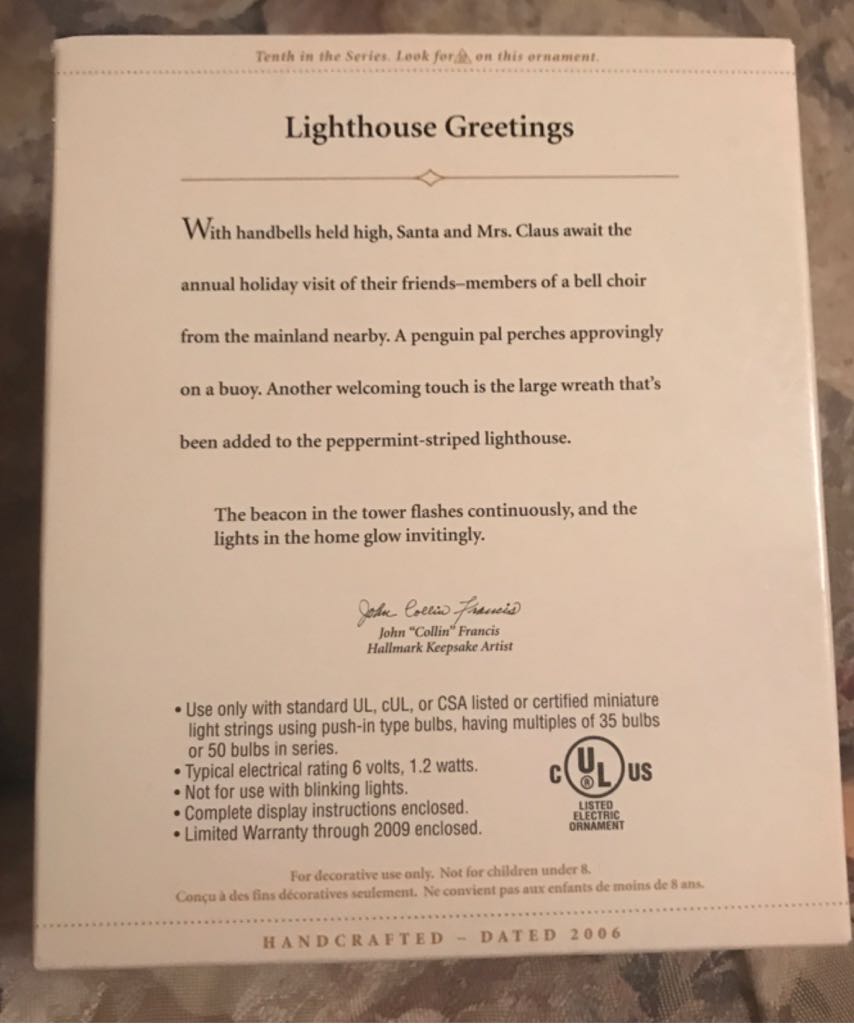 Tenth in the Series. Look for on this ornament.
Lighthouse Greetings
With handbells held high, Santa and Mrs. Claus await the
annual holiday visit of their friends–members of a bell choir
from the mainland nearby. A penguin pal perches approvingly
on a buoy. Another welcoming touch is the large wreath that's
been added to the peppermint-striped lighthouse.
The beacon in the tower flashes continuously, and the
lights in the home glow invitingly.
John Collin Francis
John "Collin" Francis
Hallmark Keepsake Artist
• Use only with standard UL, cUL, or CSA listed or certified miniature
light strings using push-in type bulbs, having multiples of 35 bulbs
or 50 bulbs in series.
• Typical electrical rating 6 volts, 1.2 watts.
• Not for use with blinking lights.
• Complete display instructions enclosed.
• Limited Warranty through 2009 enclosed.
C UL® US
LISTED
ELECTRIC
ORNAMENT
For decorative use only. Not for children under 8.
Conçu à des fins décoratives seulement. Ne convient pas aux enfants de moins de 8 ans.
HANDCRAFTED – DATED 2006